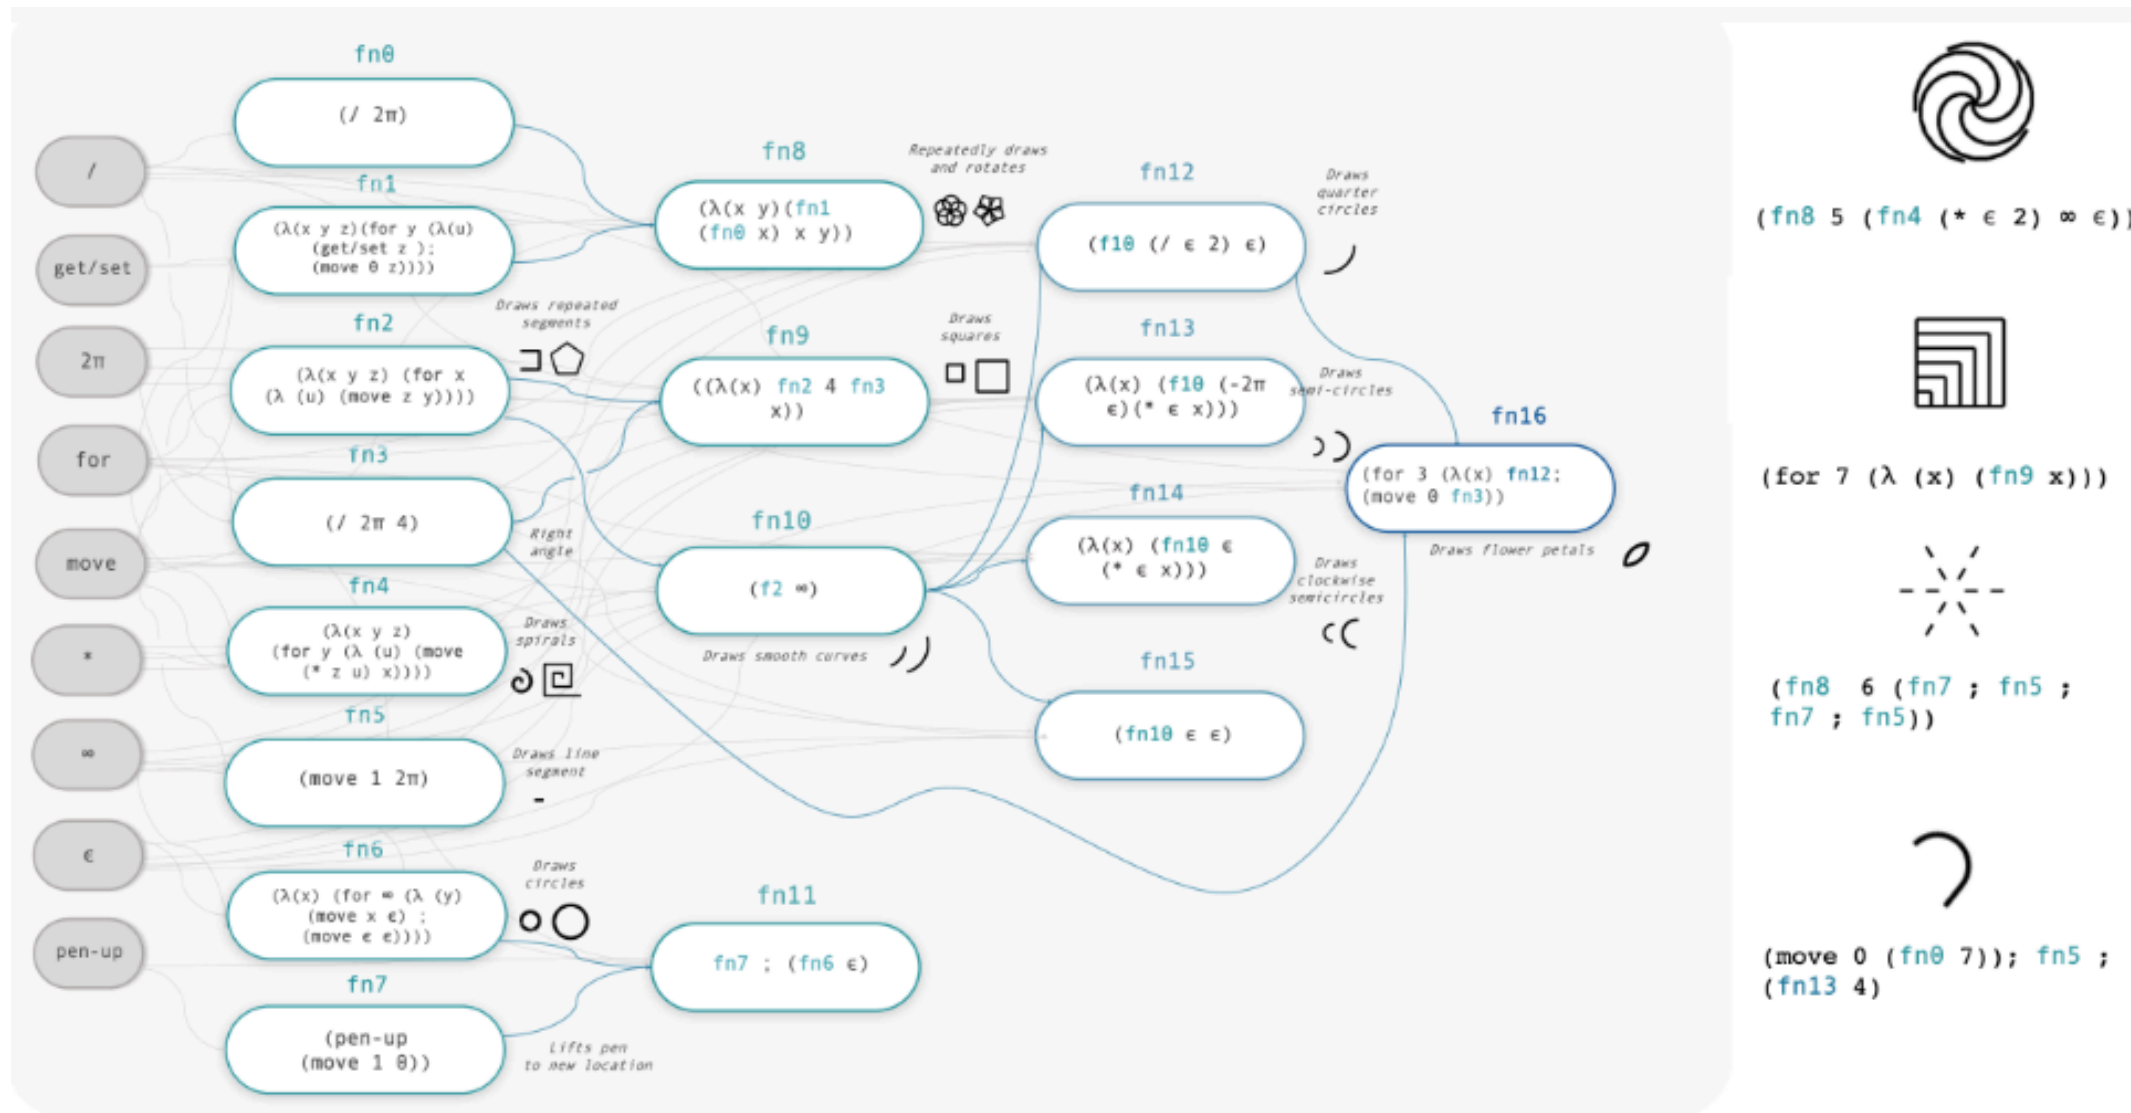 /
get/set
2π
for
move
*
∞
ϵ
pen-up
fn0
(/ 2π)
fn1
(λ(x y z)(for y (λ(u)
(get/set z );
(move 0 z))))
fn2
(λ(x y z) (for x
(λ (u) (move z y))))
Draws repeated
segments
fn3
(/ 2π 4)
Right
angle
fn4
(λ(x y z)
(for y (λ (u) (move
(* z u) x))))
Draws
spirals
fn5
(move 1 2π)
Draws line
segment
fn6
(λ(x) (for ∞ (λ (y)
(move x ϵ) ;
(move ϵ ϵ))))
Draws
circles
fn7
(pen-up
(move 1 0))
Lifts pen
to new location
fn8
(λ(x y)(fn1
(fn0 x) x y))
Repeatedly draws
and rotates
fn9
((λ(x) fn2 4 fn3
x))
Draws
squares
fn10
(f2 ∞)
Draws smooth curves
fn11
fn7 ; (fn6 ϵ)
fn12
(f10 (/ ϵ 2) ϵ)
Draws
quarter
circles
fn13
(λ(x) (f10 (-2π
ϵ)(* ϵ x)))
Draws
semi-circles
fn14
(λ(x) (fn10 ϵ
(* ϵ x)))
Draws
clockwise
semicircles
fn15
(fn10 ϵ ϵ)
fn16
(for 3 (λ(x) fn12;
(move 0 fn3))
Draws flower petals
(fn8 5 (fn4 (* ϵ 2) ∞ ϵ))
(for 7 (λ (x) (fn9 x)))
(fn8 6 (fn7 ; fn5 ;
fn7 ; fn5))
(move 0 (fn0 7)); fn5 ;
(fn13 4)